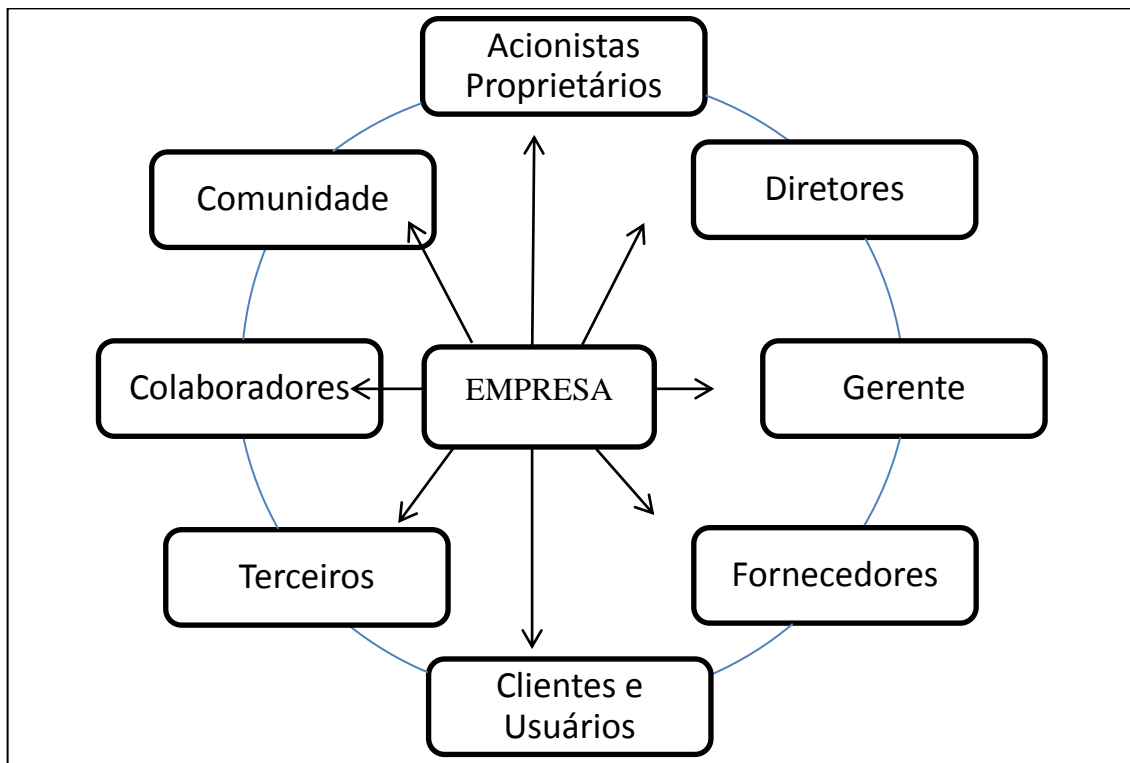 Acionistas
Proprietários
Comunidade
Diretores
Colaboradores
EMPRESA
Gerente
Terceiros
Fornecedores
Clientes e
Usuários